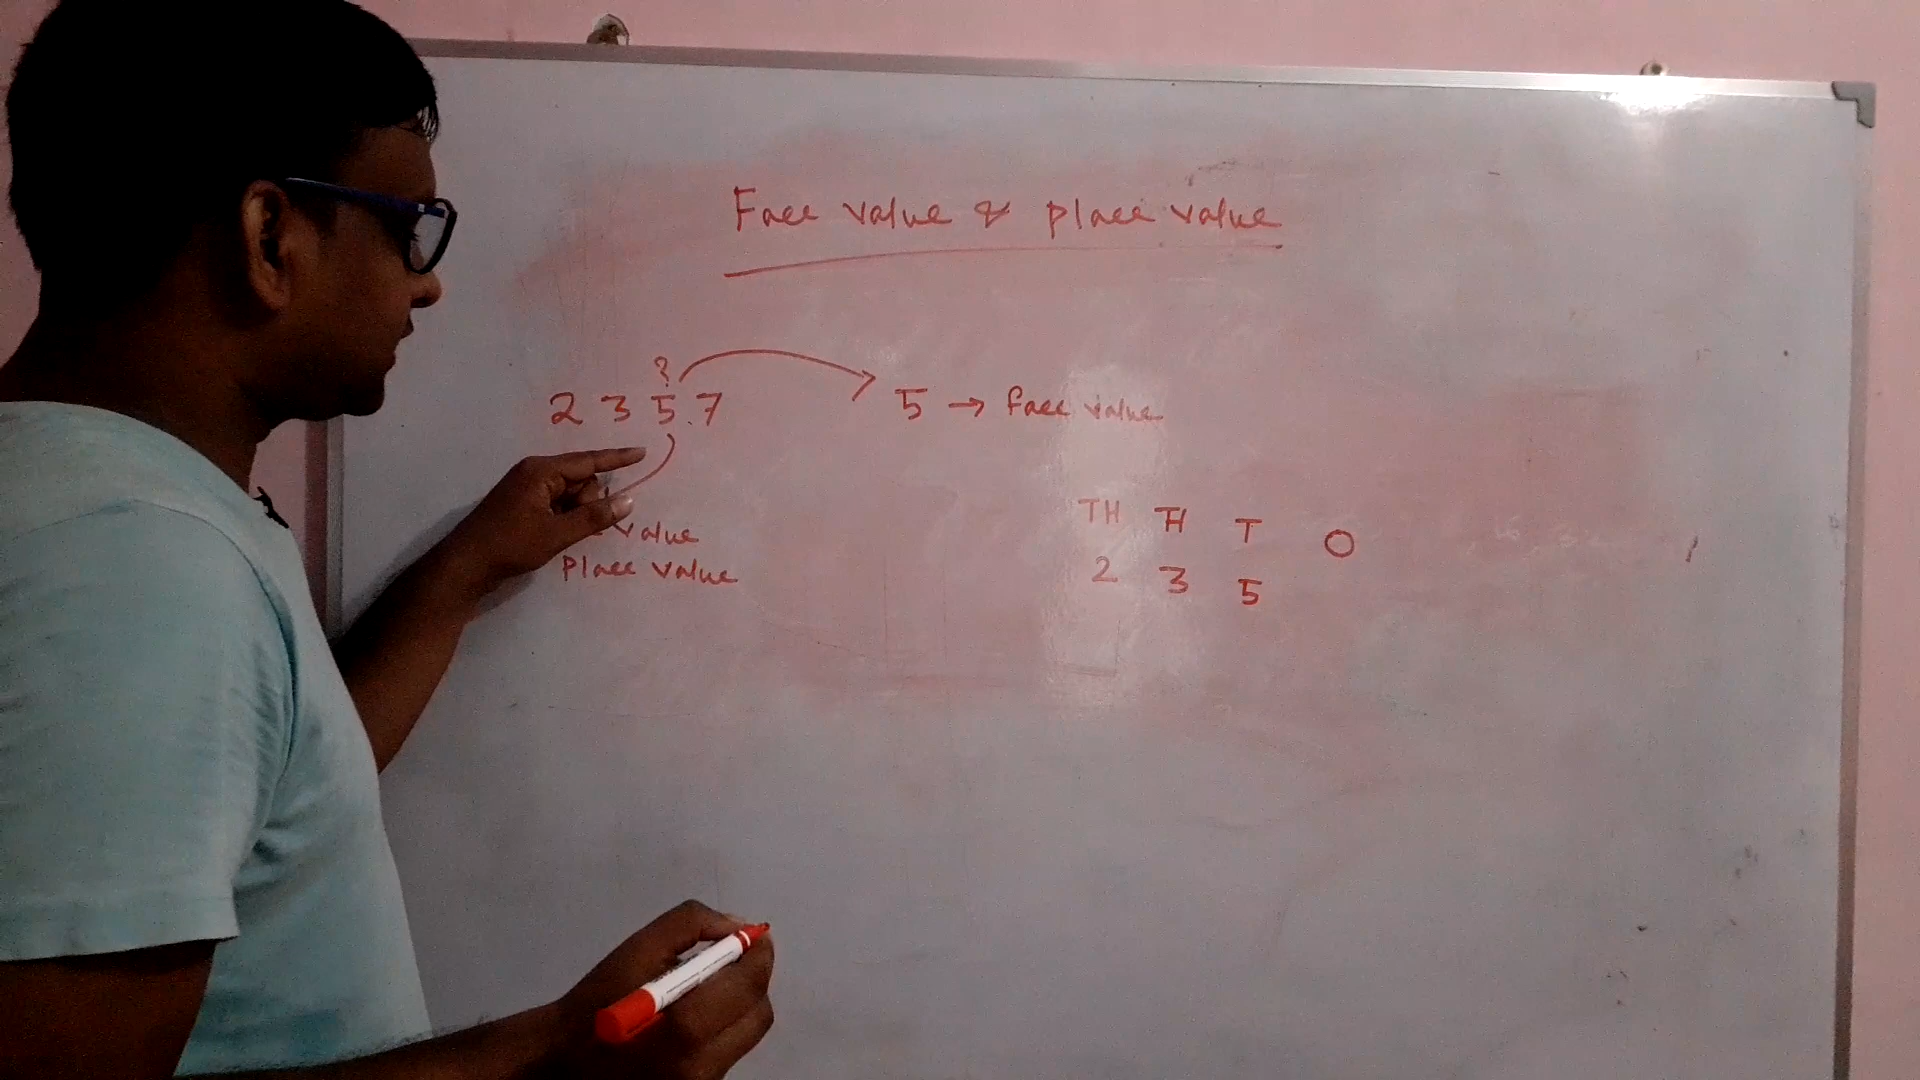 Face value & place value
?
2 3 5.7 5 → face value
value
place value
TH H T O
2 3 5